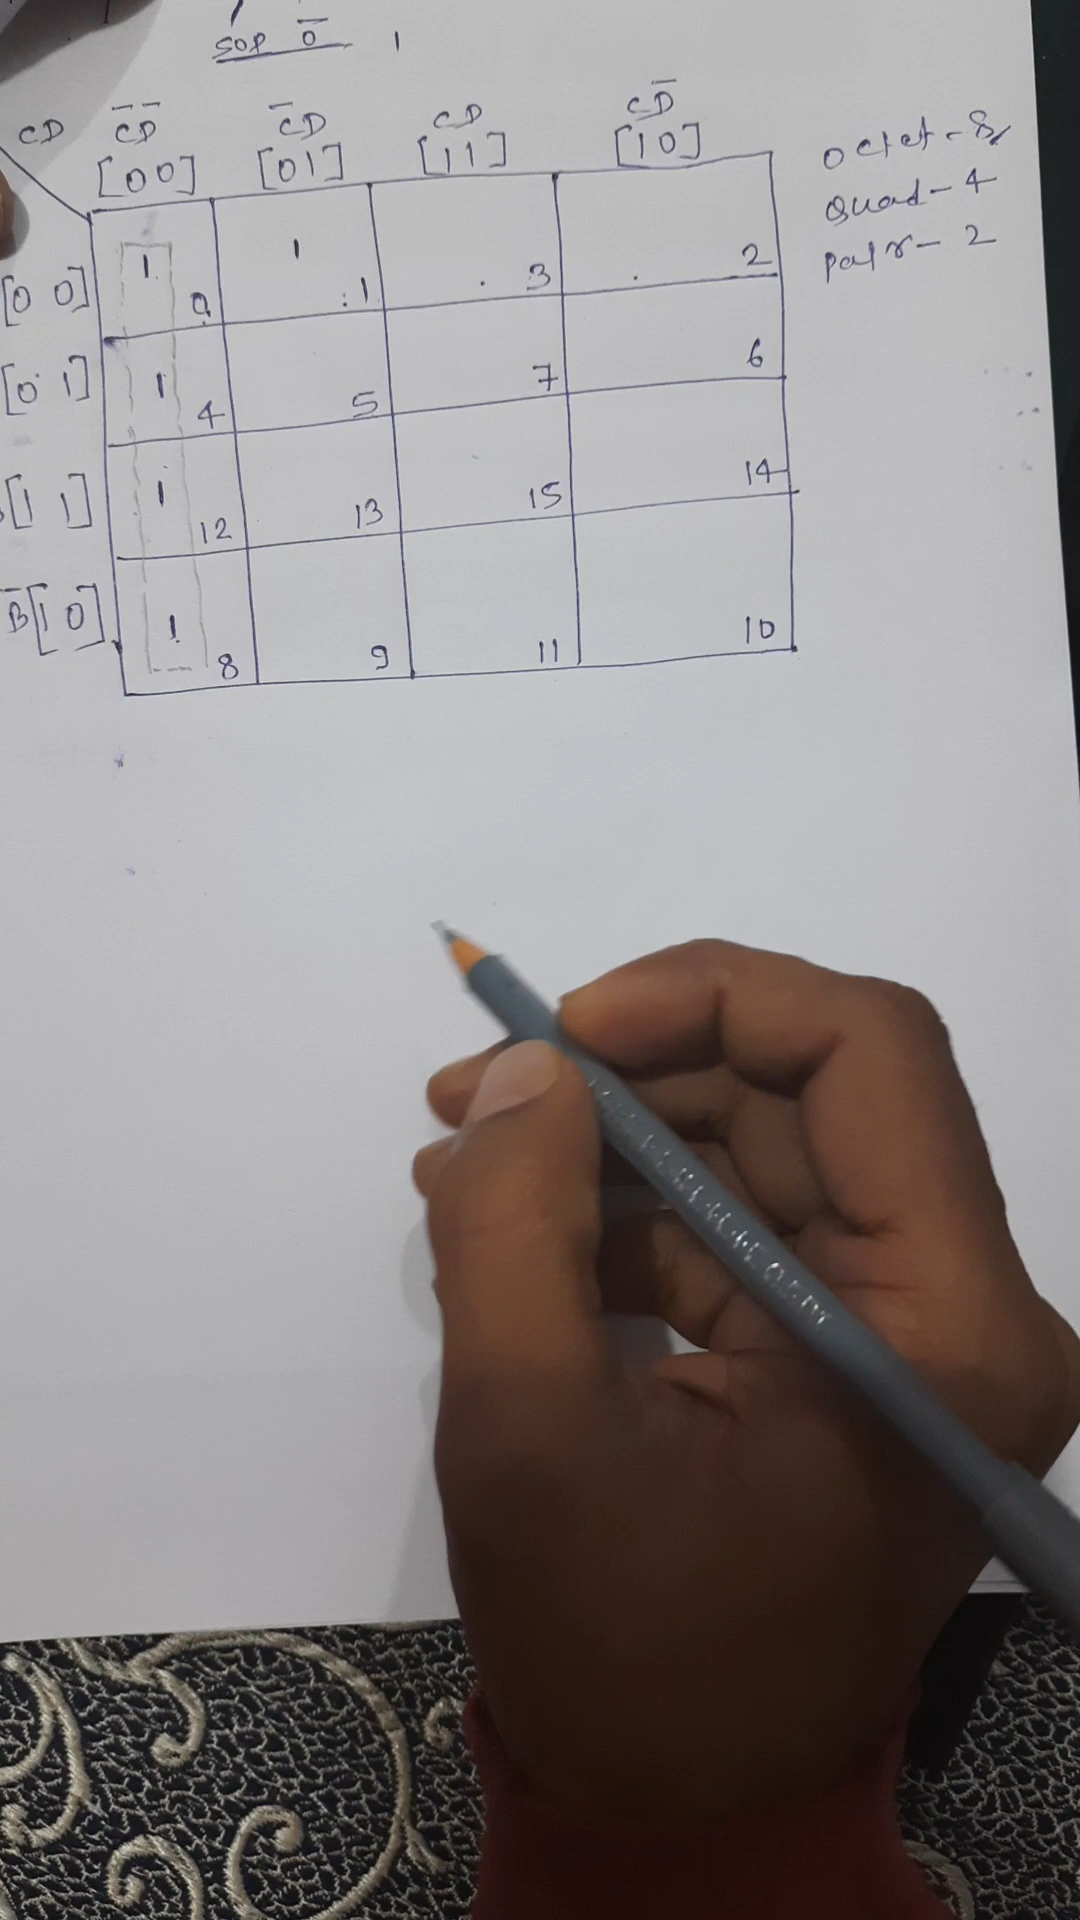 SOP 0̅ 1
CD C̅D̅ C̅D CD CD̅
[00] [01] [11] [10]
octet - 8
Quad - 4
pair - 2
[0 0] 1 0 1 1 3 2
[0 1] 1 4 5 7 6
[1 1] 1 12 13 15 14
B̅[1 0] 1 8 9 11 10